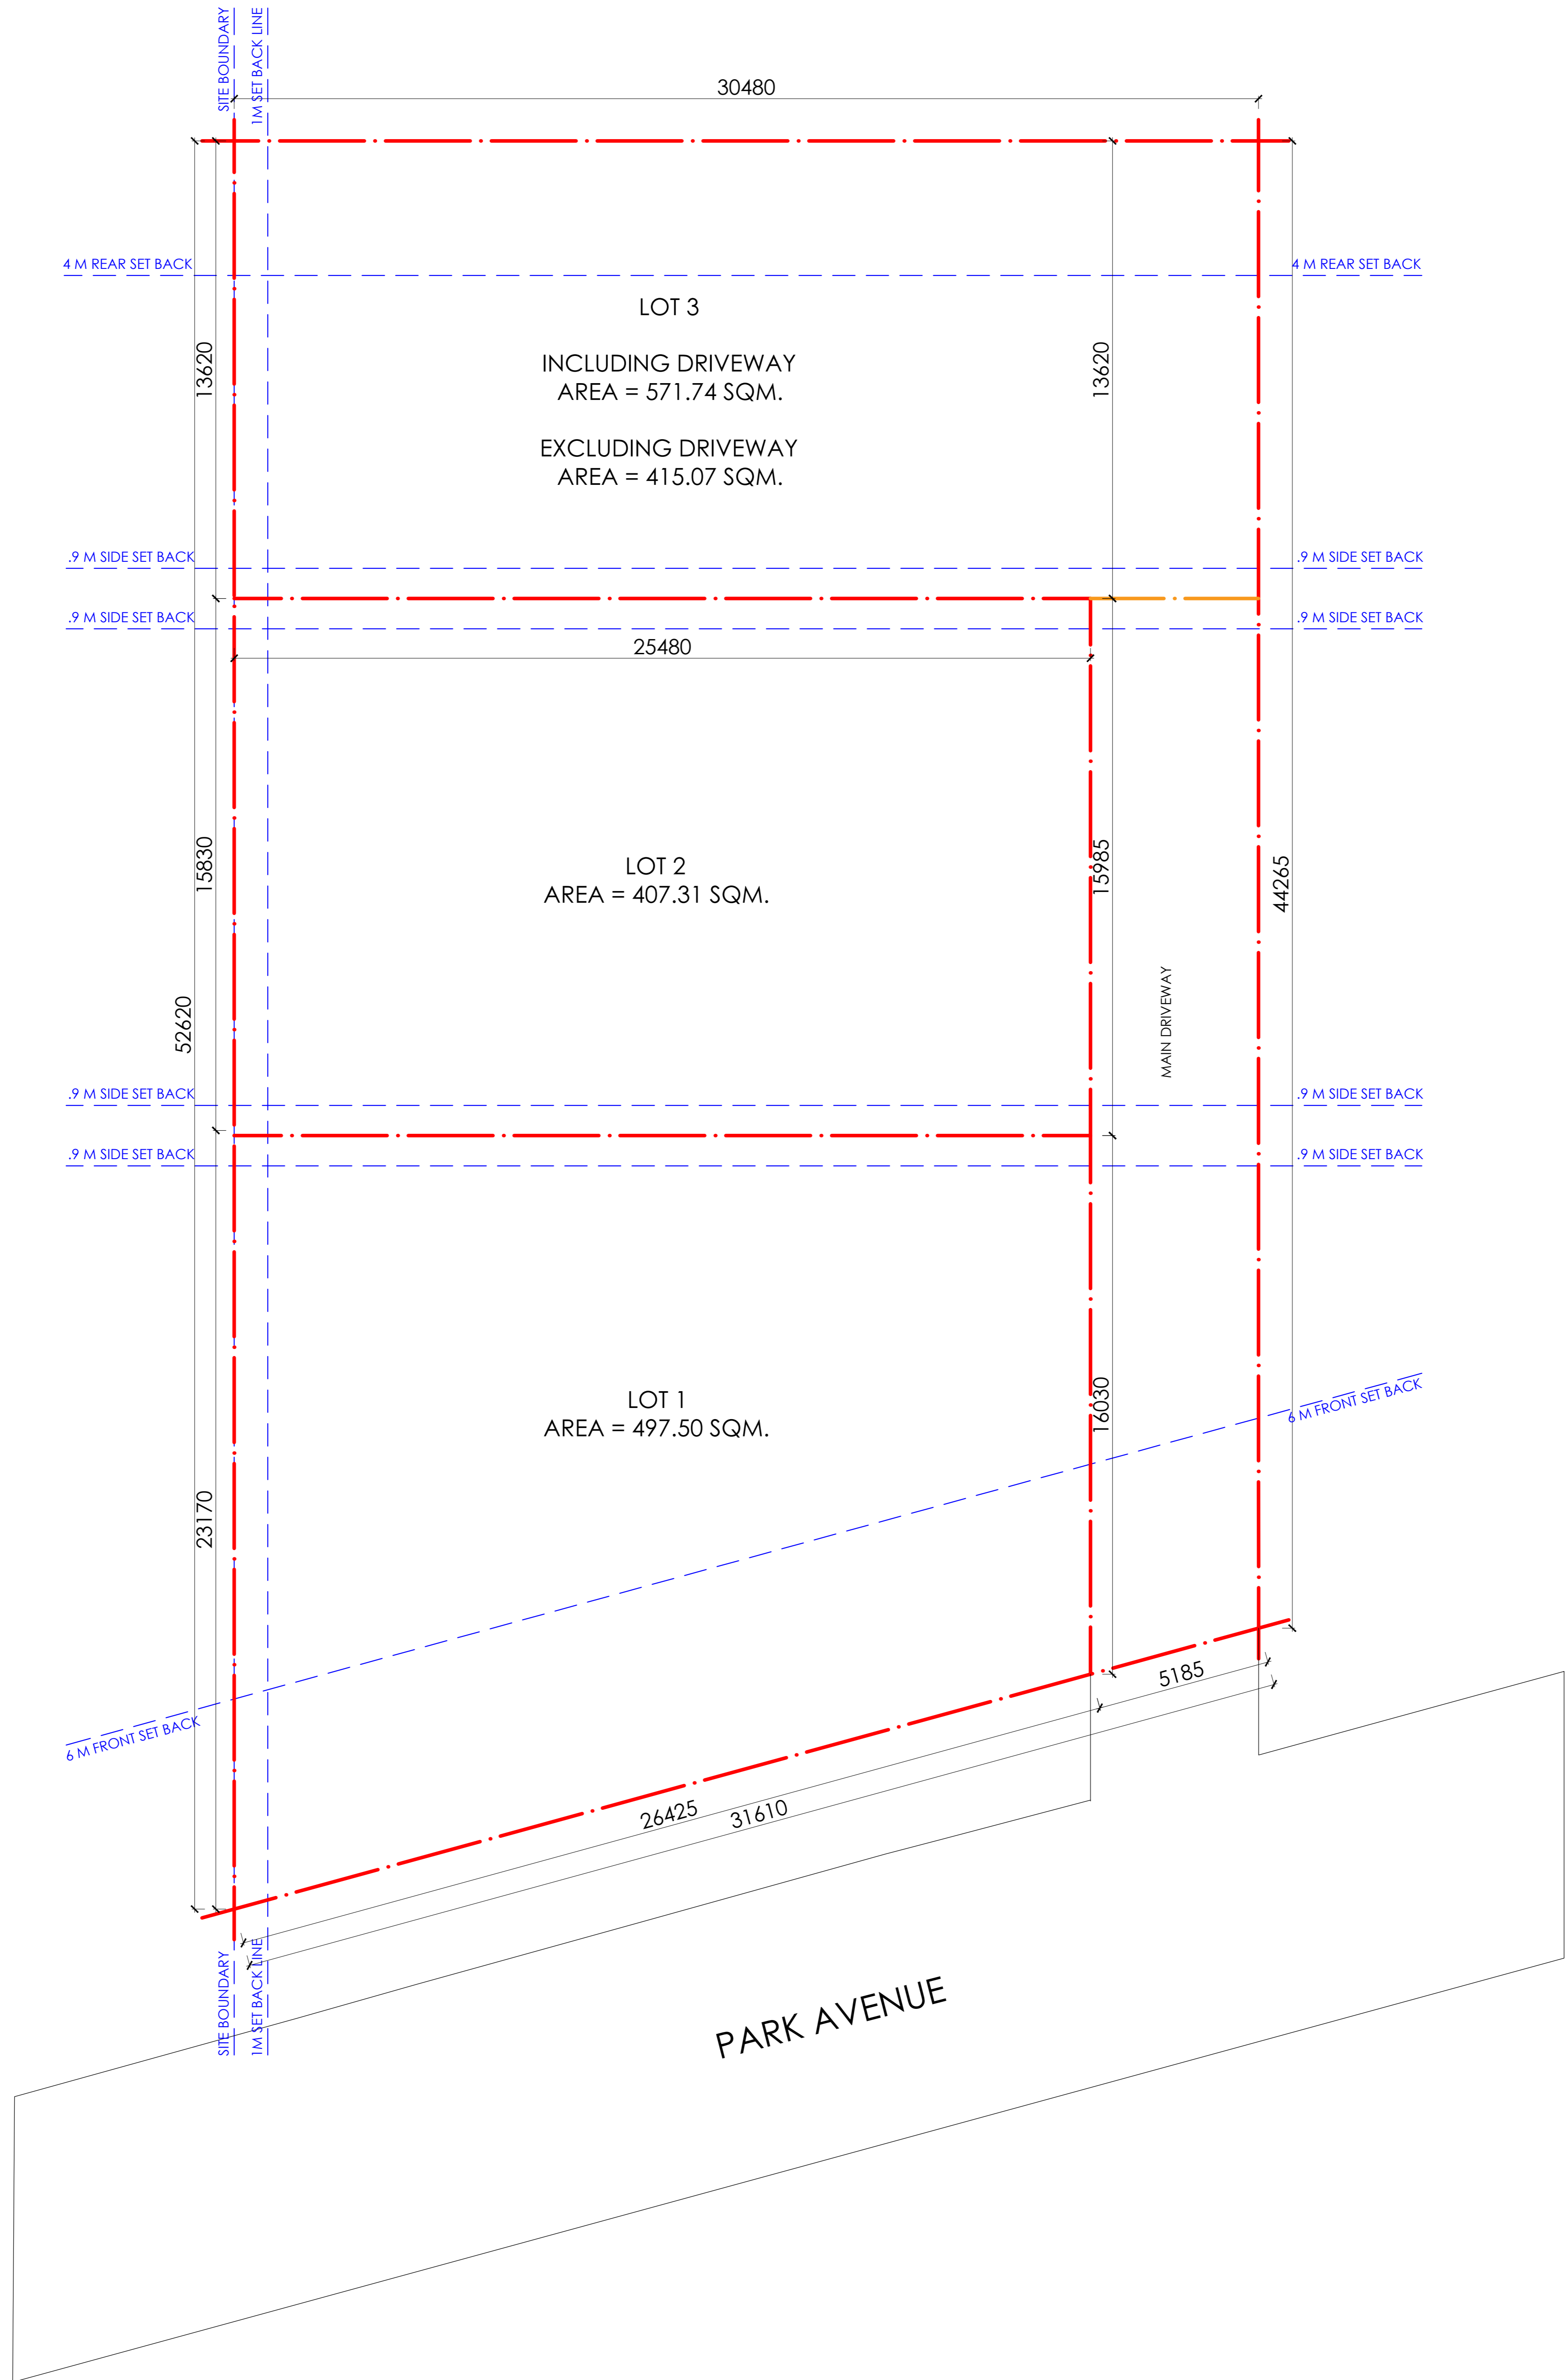 SITE BOUNDARY
1M SET BACK LINE
30480
4 M REAR SET BACK
4 M REAR SET BACK
LOT 3
INCLUDING DRIVEWAY
AREA = 571.74 SQM.
EXCLUDING DRIVEWAY
AREA = 415.07 SQM.
13620
13620
.9 M SIDE SET BACK
.9 M SIDE SET BACK
.9 M SIDE SET BACK
.9 M SIDE SET BACK
25480
15830
LOT 2
AREA = 407.31 SQM.
15985
44265
52620
MAIN DRIVEWAY
.9 M SIDE SET BACK
.9 M SIDE SET BACK
.9 M SIDE SET BACK
.9 M SIDE SET BACK
LOT 1
AREA = 497.50 SQM.
16030
6 M FRONT SET BACK
23170
5185
6 M FRONT SET BACK
26425
31610
SITE BOUNDARY
1M SET BACK LINE
PARK AVENUE